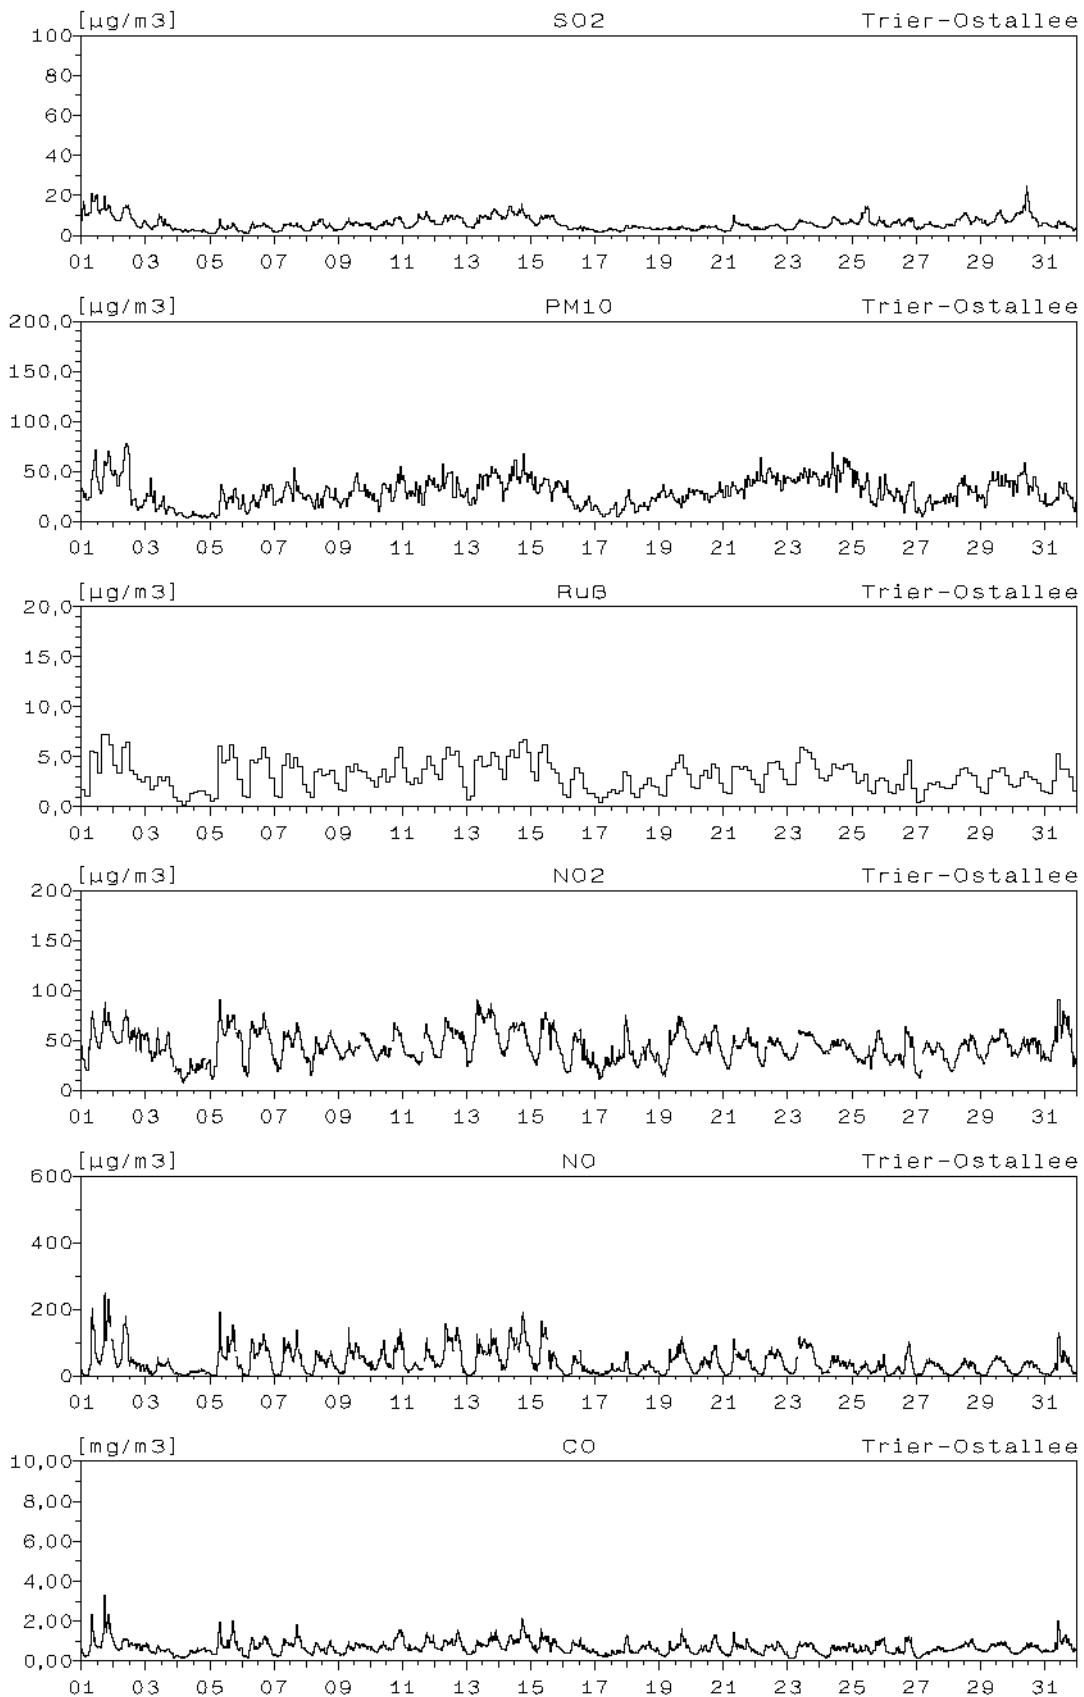 [µg/m3] SO2 Trier-Ostallee
100
80
60
40
20
0
01 03 05 07 09 11 13 15 17 19 21 23 25 27 29 31
[µg/m3] PM10 Trier-Ostallee
200,0
150,0
100,0
50,0
0,0
01 03 05 07 09 11 13 15 17 19 21 23 25 27 29 31
[µg/m3] Ruß Trier-Ostallee
20,0
15,0
10,0
5,0
0,0
01 03 05 07 09 11 13 15 17 19 21 23 25 27 29 31
[µg/m3] NO2 Trier-Ostallee
200
150
100
50
0
01 03 05 07 09 11 13 15 17 19 21 23 25 27 29 31
[µg/m3] NO Trier-Ostallee
600
400
200
0
01 03 05 07 09 11 13 15 17 19 21 23 25 27 29 31
[mg/m3] CO Trier-Ostallee
10,00
8,00
6,00
4,00
2,00
0,00
01 03 05 07 09 11 13 15 17 19 21 23 25 27 29 31